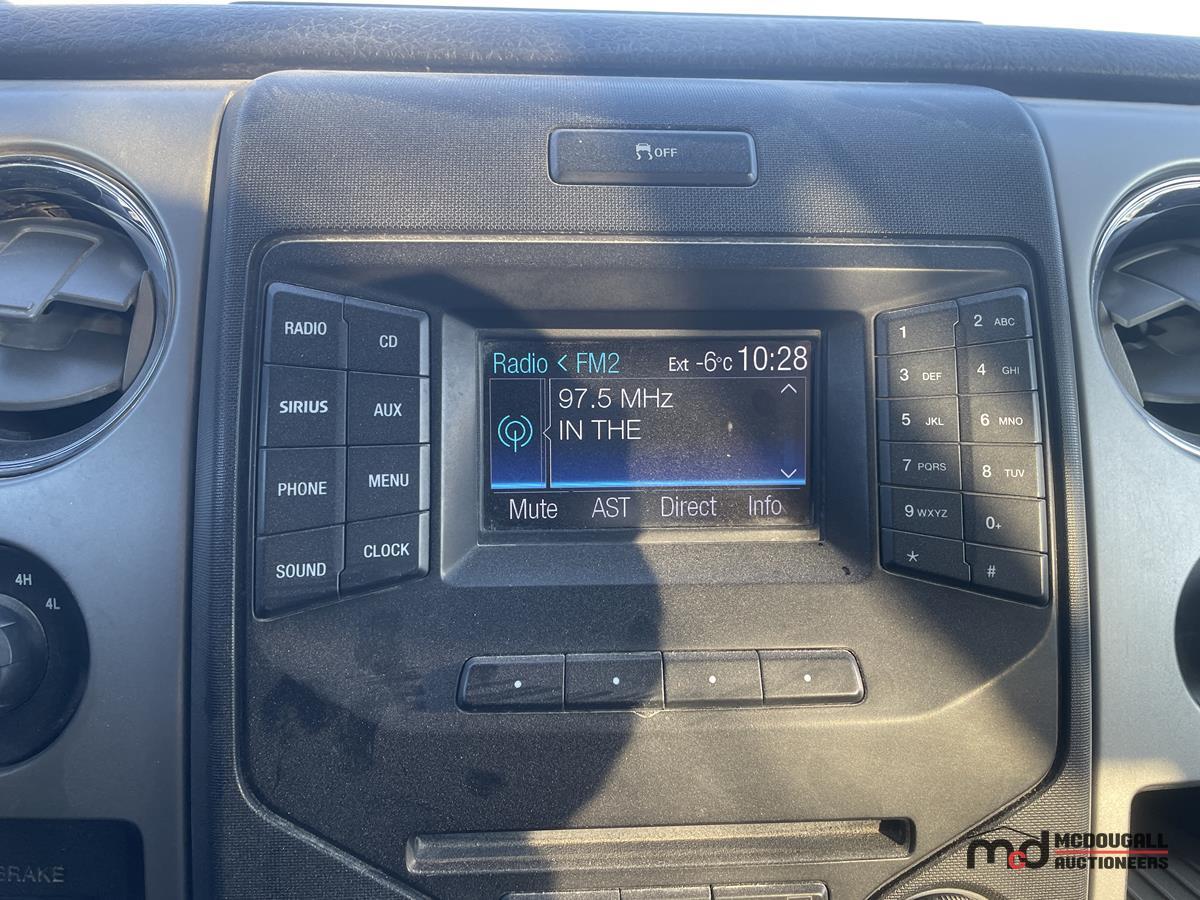 OFF
RADIO
CD
SIRIUS
AUX
PHONE
MENU
SOUND
CLOCK
Radio < FM2
Ext -6°C 10:28
97.5 MHz
IN THE
Mute AST Direct Info
1
2 ABC
3 DEF
4 GHI
5 JKL
6 MNO
7 PQRS
8 TUV
9 WXYZ
0+
*
#
4H
4L
BRAKE
mcd MCDOUGALL
AUCTIONEERS